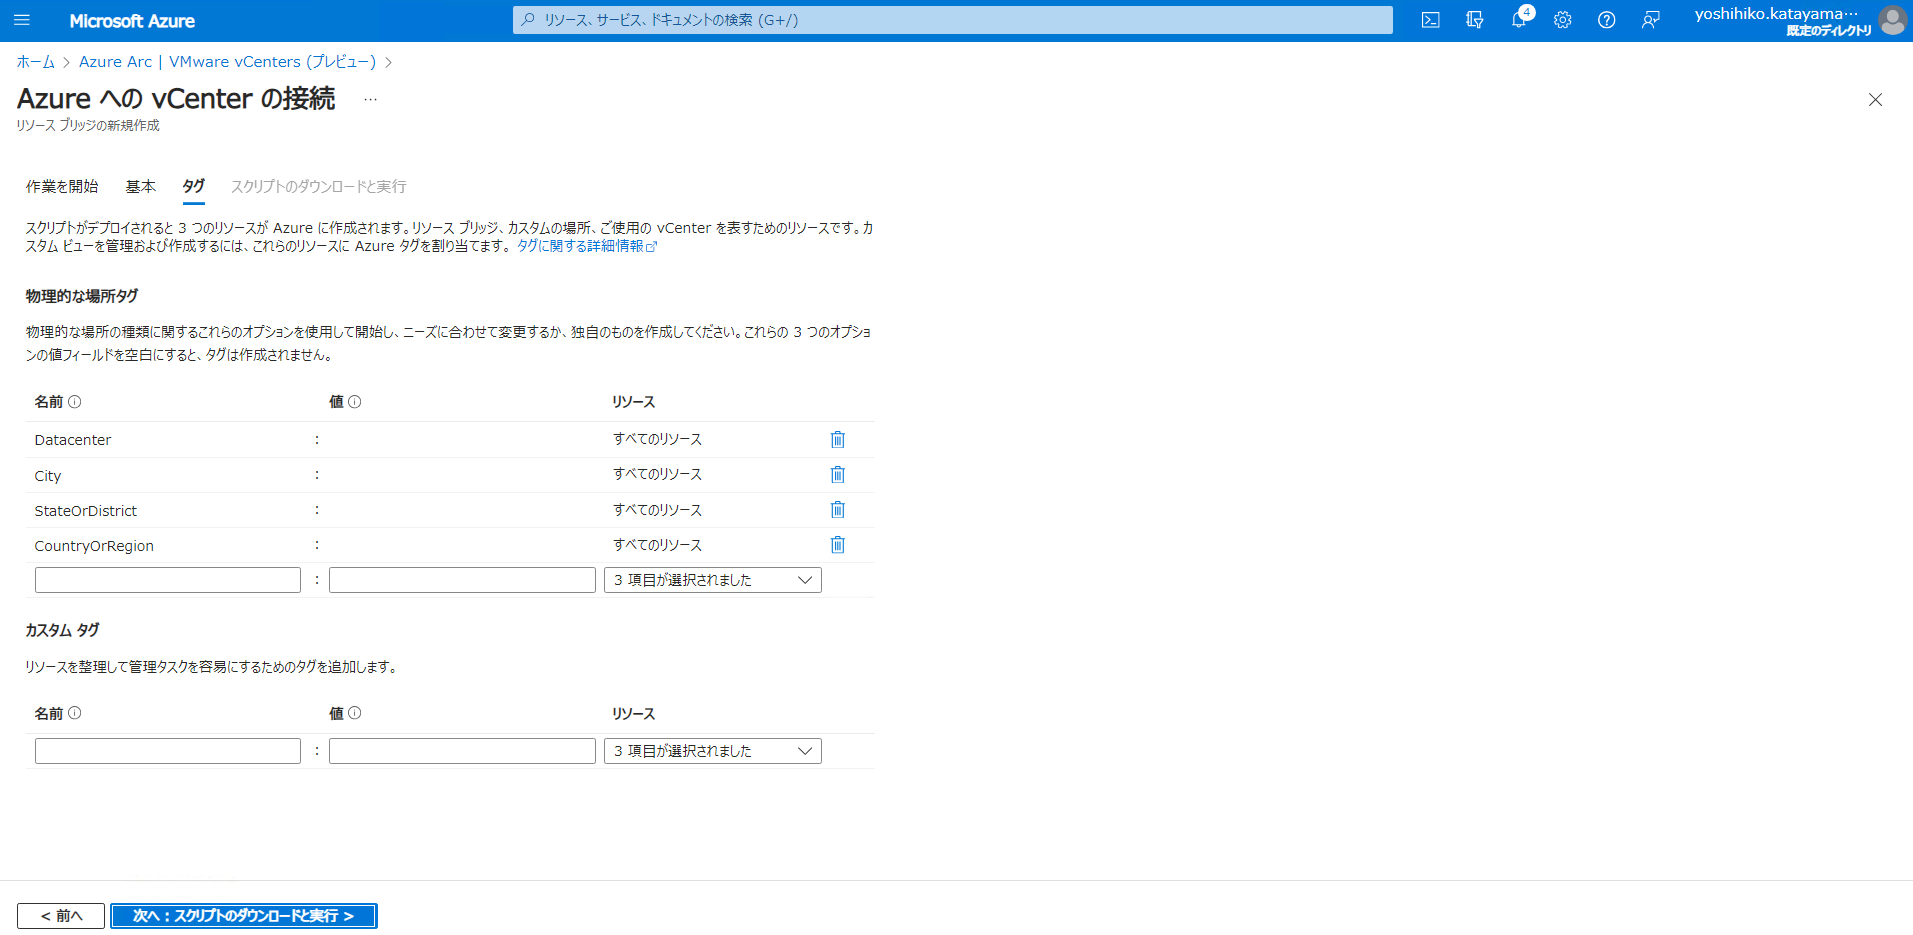 Microsoft Azure
リソース、サービス、ドキュメントの検索 (G+/)
4
yoshihiko.katayama…
既定のディレクトリ
ホーム > Azure Arc | VMware vCenters (プレビュー) >
Azure への vCenter の接続 …
リソース ブリッジの新規作成
作業を開始 基本 タグ スクリプトのダウンロードと実行
スクリプトがデプロイされると 3 つのリソースが Azure に作成されます。リソース ブリッジ、カスタムの場所、ご使用の vCenter を表すためのリソースです。カ
スタム ビューを管理および作成するには、これらのリソースに Azure タグを割り当てます。 タグに関する詳細情報
物理的な場所タグ
物理的な場所の種類に関するこれらのオプションを使用して開始し、ニーズに合わせて変更するか、独自のものを作成してください。これらの 3 つのオプショ
ンの値フィールドを空白にすると、タグは作成されません。
名前 値 リソース
Datacenter : すべてのリソース
City : すべてのリソース
StateOrDistrict : すべてのリソース
CountryOrRegion : すべてのリソース
: 3 項目が選択されました
カスタム タグ
リソースを整理して管理タスクを容易にするためのタグを追加します。
名前 値 リソース
: 3 項目が選択されました
< 前へ 次へ : スクリプトのダウンロードと実行 >